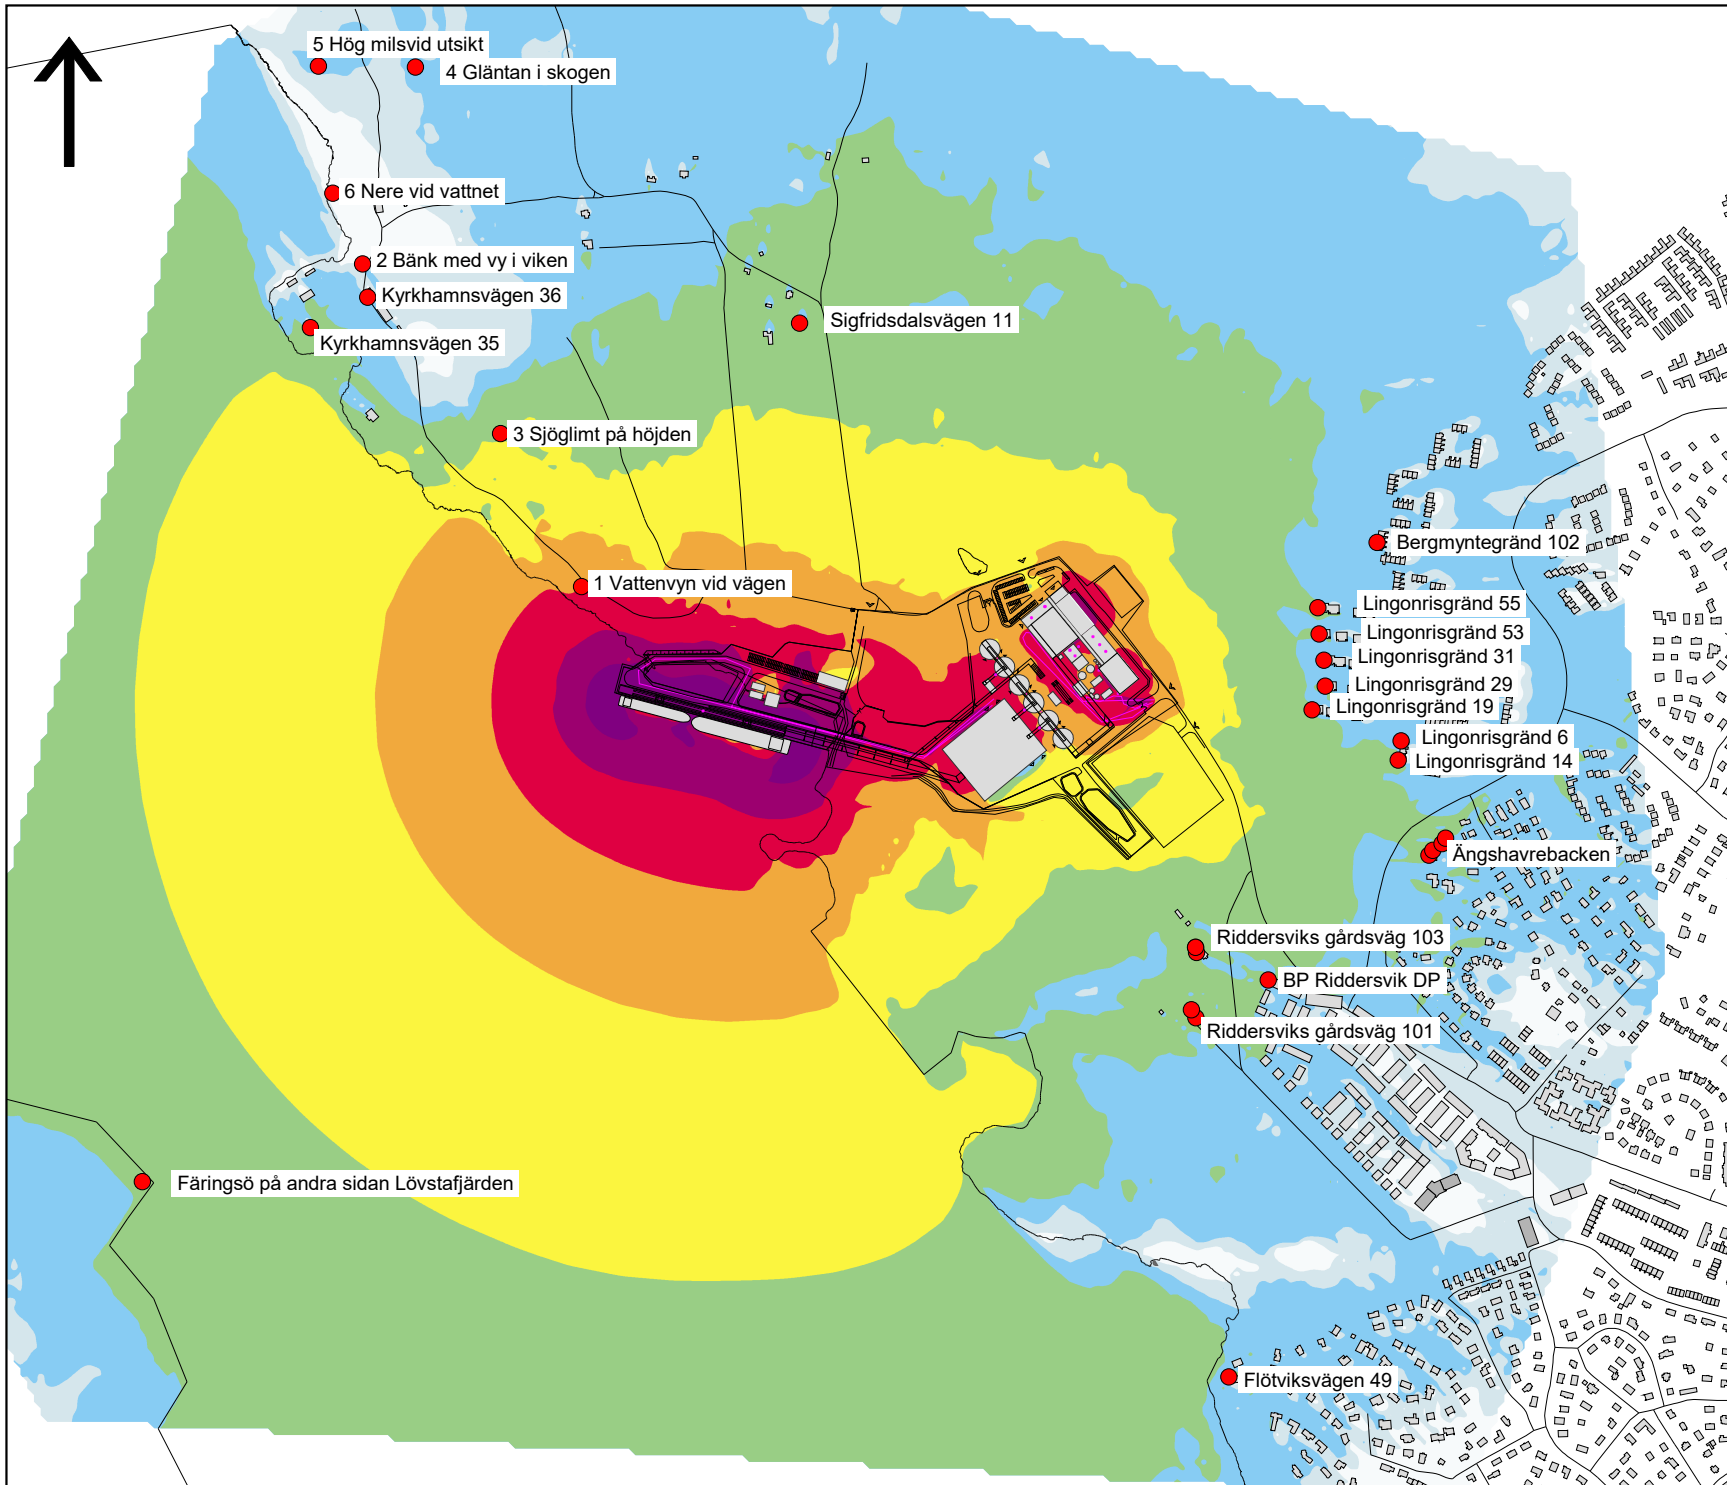 5 Hög milsvid utsikt
4 Gläntan i skogen
6 Nere vid vattnet
2 Bänk med vy i viken
Kyrkhamnsvägen 36
Sigfridsdalsvägen 11
Kyrkhamnsvägen 35
3 Sjöglimt på höjden
Bergmyntegränd 102
1 Vattenvyn vid vägen
Lingonrisgränd 55
Lingonrisgränd 53
Lingonrisgränd 31
Lingonrisgränd 29
Lingonrisgränd 19
Lingonrisgränd 6
Lingonrisgränd 14
Ängshavrebacken
Riddersviks gårdsväg 103
BP Riddersvik DP
Riddersviks gårdsväg 101
Färingsö på andra sidan Lövstafjärden
Flötviksvägen 49